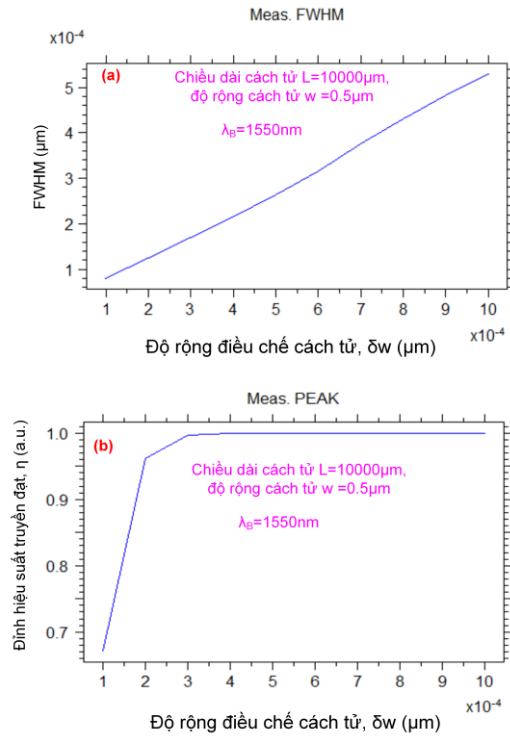 Meas. FWHM
x10⁻⁴
(a)
Chiều dài cách tử L=10000µm,
độ rộng cách tử w =0.5µm
λB=1550nm
5
4
3
2
1
FWHM (µm)
1 2 3 4 5 6 7 8 9 10
x10⁻⁴
Độ rộng điều chế cách tử, δw (µm)
Meas. PEAK
(b)
Chiều dài cách tử L=10000µm,
độ rộng cách tử w =0.5µm
λB=1550nm
1.0
0.9
0.8
0.7
Đỉnh hiệu suất truyền đạt, η (a.u.)
1 2 3 4 5 6 7 8 9 10
x10⁻⁴
Độ rộng điều chế cách tử, δw (µm)